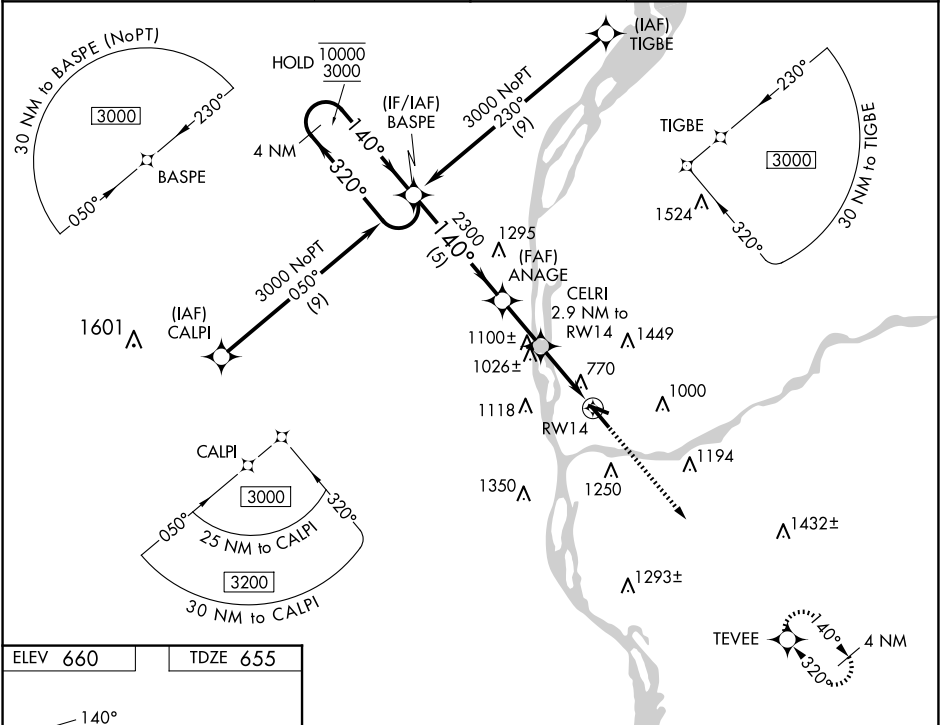 30 NM to BASPE (NoPT)
3000
230°
050°
BASPE
HOLD
10000
3000
4 NM
140°
320°
(IF/IAF)
BASPE
(IAF)
TIGBE
3000 NoPT
230°
(9)
TIGBE
230°
3000
320°
30 NM to TIGBE
1524
2300
140°
(5)
1295
(FAF)
ANAGE
CELRI
2.9 NM to
RW14
3000 NoPT
050°
(9)
(IAF)
CALPI
1601
1100±
1026±
1449
770
1118
1000
RW14
1194
1250
1350
1432±
1293±
CALPI
3000
050°
320°
25 NM to CALPI
3200
30 NM to CALPI
TEVEE
140°
320°
4 NM
ELEV 660
TDZE 655
140°